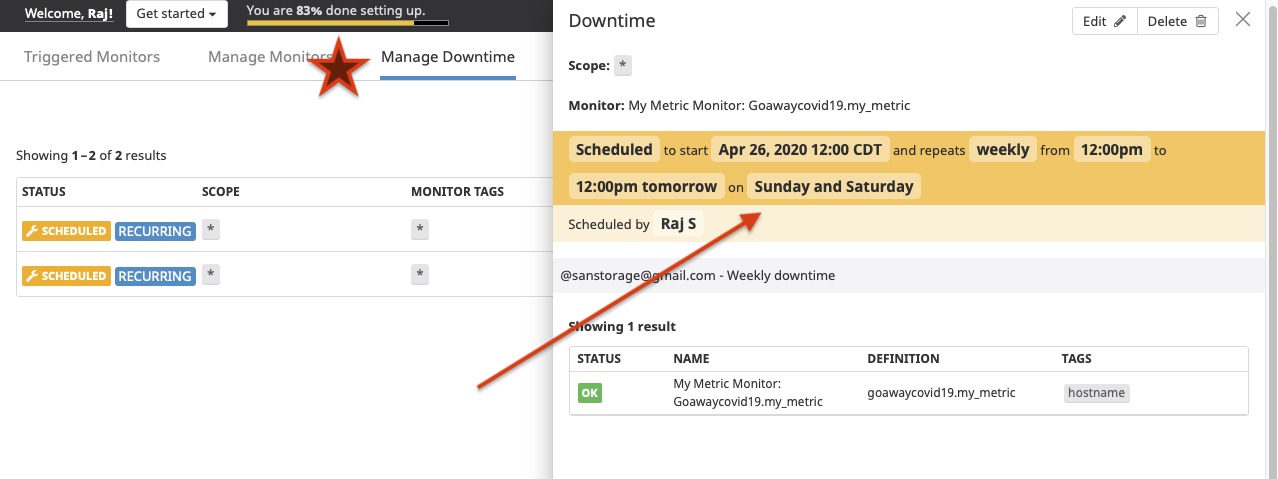 Welcome, Raj!
Get started
You are 83% done setting up.
Triggered Monitors
Manage Monitors
Manage Downtime
Showing 1–2 of 2 results
STATUS SCOPE MONITOR TAGS
SCHEDULED RECURRING * *
SCHEDULED RECURRING * *
Downtime
Edit
Delete
Scope: *
Monitor: My Metric Monitor: Goawaycovid19.my_metric
Scheduled to start Apr 26, 2020 12:00 CDT and repeats weekly from 12:00pm to
12:00pm tomorrow on Sunday and Saturday
Scheduled by Raj S
@sanstorage@gmail.com - Weekly downtime
Showing 1 result
STATUS NAME DEFINITION TAGS
OK My Metric Monitor: goawaycovid19.my_metric hostname
Goawaycovid19.my_metric